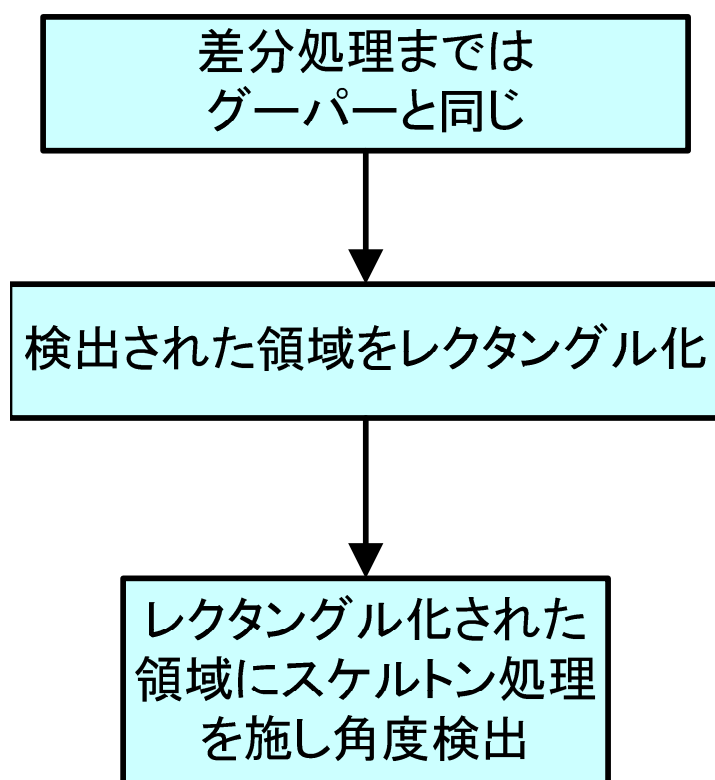 差分処理までは
グーパーと同じ
検出された領域をレクタングル化
レクタングル化された
領域にスケルトン処理
を施し角度検出